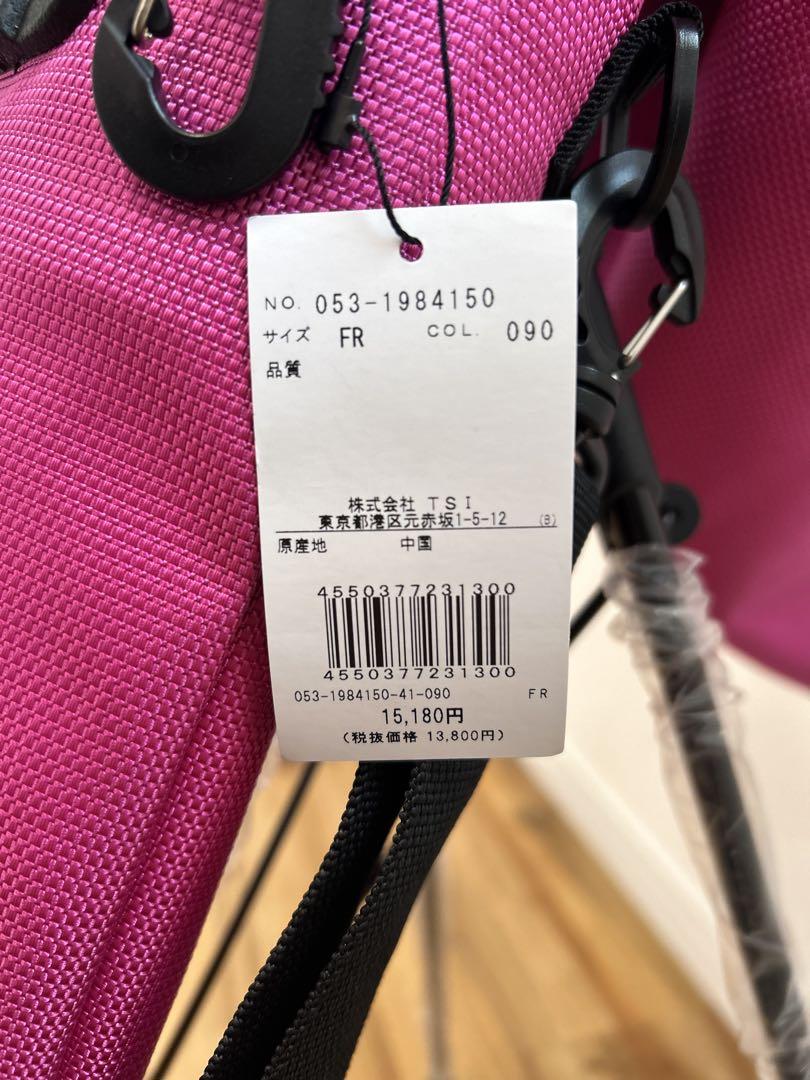 NO. 053-1984150
サイズ FR COL. 090
品質
株式会社 TSI
東京都港区元赤坂1-5-12 (B)
原産地 中国
4550377231300
4550377231300
053-1984150-41-090 FR
15,180円
(税抜価格 13,800円)